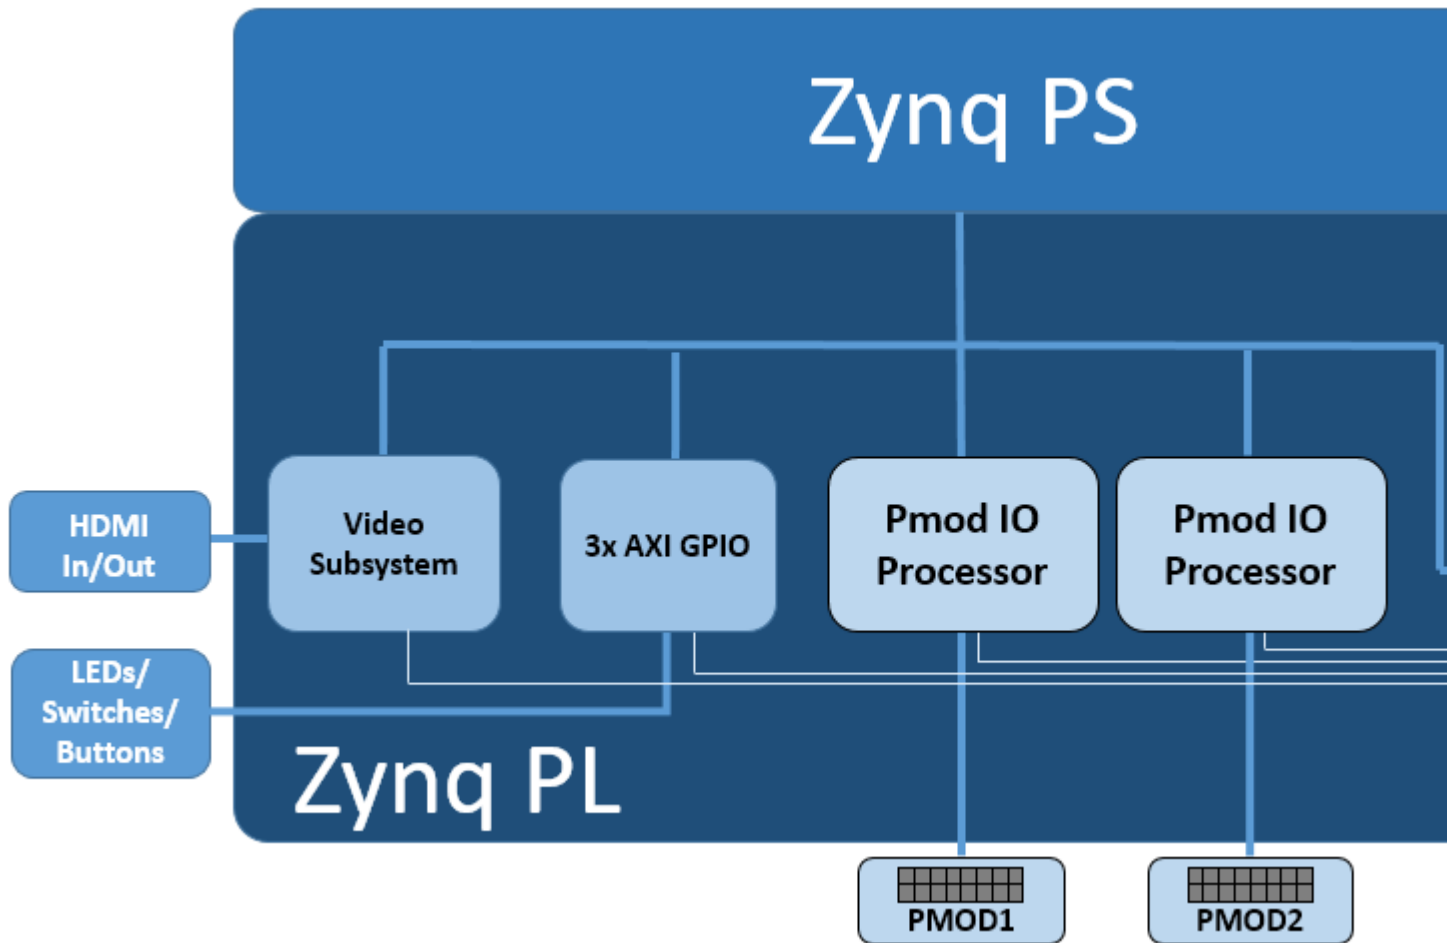 Zynq PS
Video
Subsystem
3x AXI GPIO
Pmod IO
Processor
Pmod IO
Processor
HDMI
In/Out
LEDs/
Switches/
Buttons
Zynq PL
PMOD1
PMOD2